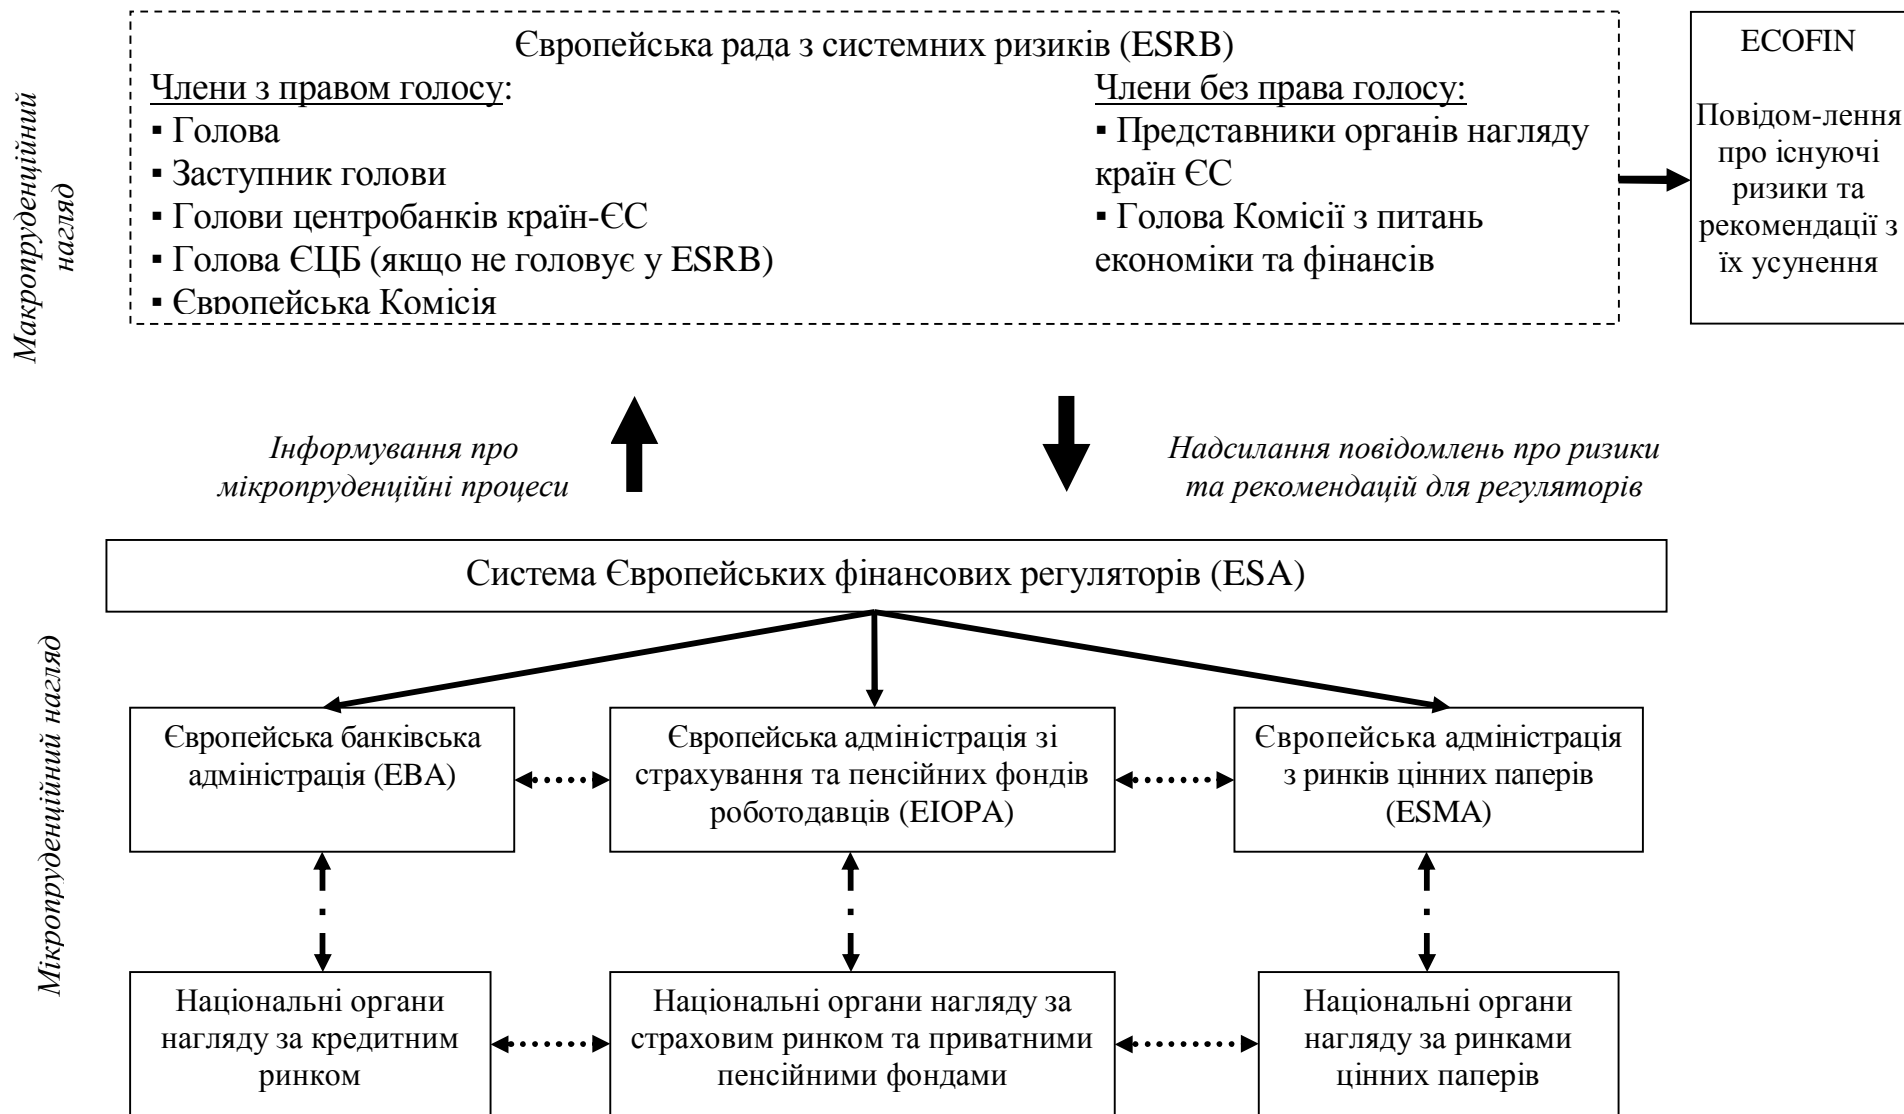 Макропруденційний
нагляд
Європейська рада з системних ризиків (ESRB)
Члени з правом голосу:
▪ Голова
▪ Заступник голови
▪ Голови центробанків країн-ЄС
▪ Голова ЄЦБ (якщо не головує у ESRB)
▪ Європейська Комісія
Члени без права голосу:
▪ Представники органів нагляду
країн ЄС
▪ Голова Комісії з питань
економіки та фінансів
ECOFIN
Повідом-лення
про існуючі
ризики та
рекомендації з
їх усунення
Інформування про
мікропруденційні процеси
Надсилання повідомлень про ризики
та рекомендацій для регуляторів
Мікропруденційний нагляд
Система Європейських фінансових регуляторів (ESA)
Європейська банківська
адміністрація (EBA)
Європейська адміністрація зі
страхування та пенсійних фондів
роботодавців (EIOPA)
Європейська адміністрація
з ринків цінних паперів
(ESMA)
Національні органи
нагляду за кредитним
ринком
Національні органи нагляду за
страховим ринком та приватними
пенсійними фондами
Національні органи
нагляду за ринками
цінних паперів